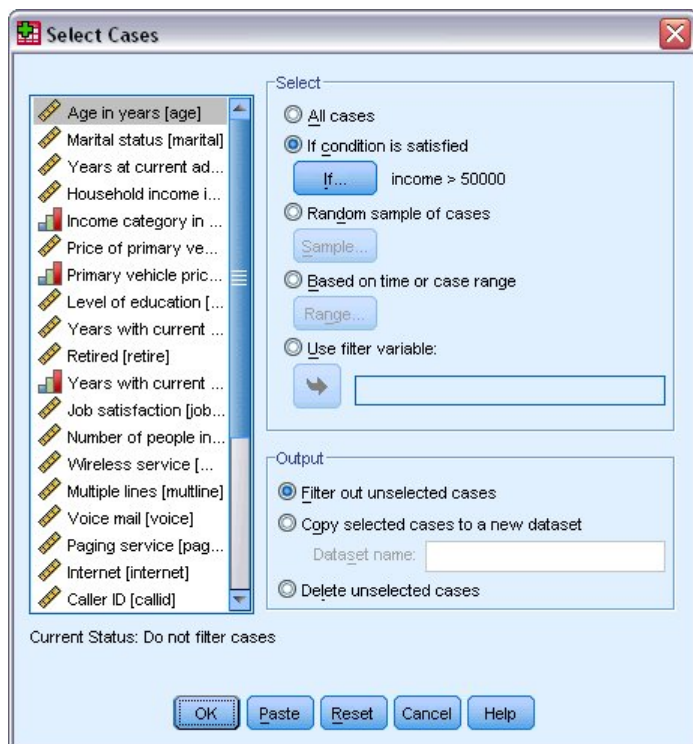 Select Cases
Age in years [age]
Marital status [marital]
Years at current ad...
Household income i...
Income category in ...
Price of primary ve...
Primary vehicle pric...
Level of education [...
Years with current ...
Retired [retire]
Years with current ...
Job satisfaction [job...
Number of people in...
Wireless service [...
Multiple lines [multline]
Voice mail [voice]
Paging service [pag...
Internet [internet]
Caller ID [callid]
Current Status: Do not filter cases
Select
All cases
If condition is satisfied
If... income > 50000
Random sample of cases
Sample...
Based on time or case range
Range...
Use filter variable:
Output
Filter out unselected cases
Copy selected cases to a new dataset
Dataset name:
Delete unselected cases
OK Paste Reset Cancel Help